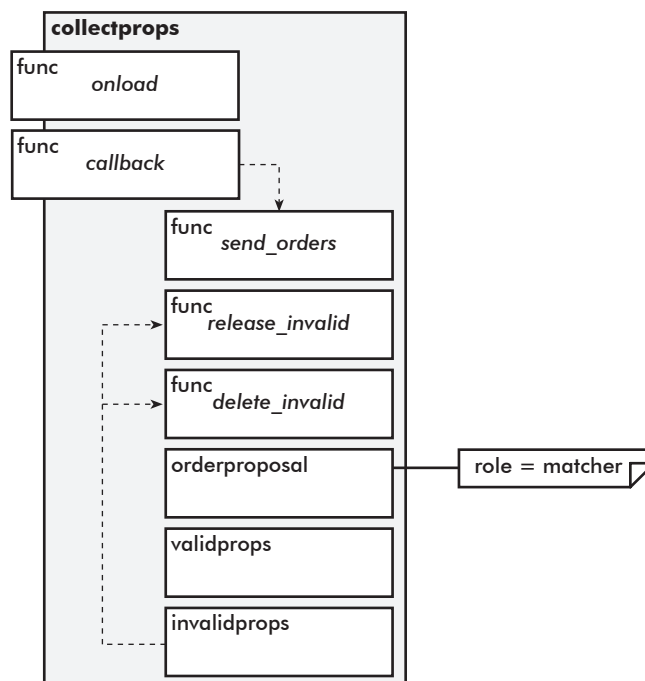 collectprops
func
onload
func
callback
func
send_orders
func
release_invalid
func
delete_invalid
orderproposal
role = matcher
validprops
invalidprops